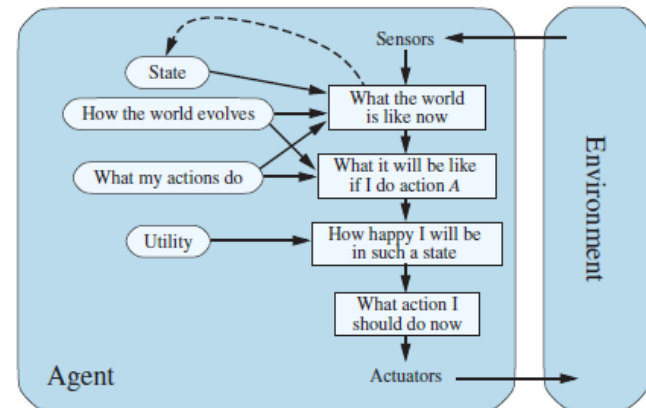 Sensors
State
What the world
is like now
How the world evolves
What it will be like
if I do action A
What my actions do
How happy I will be
in such a state
Utility
What action I
should do now
Agent
Actuators
Environment